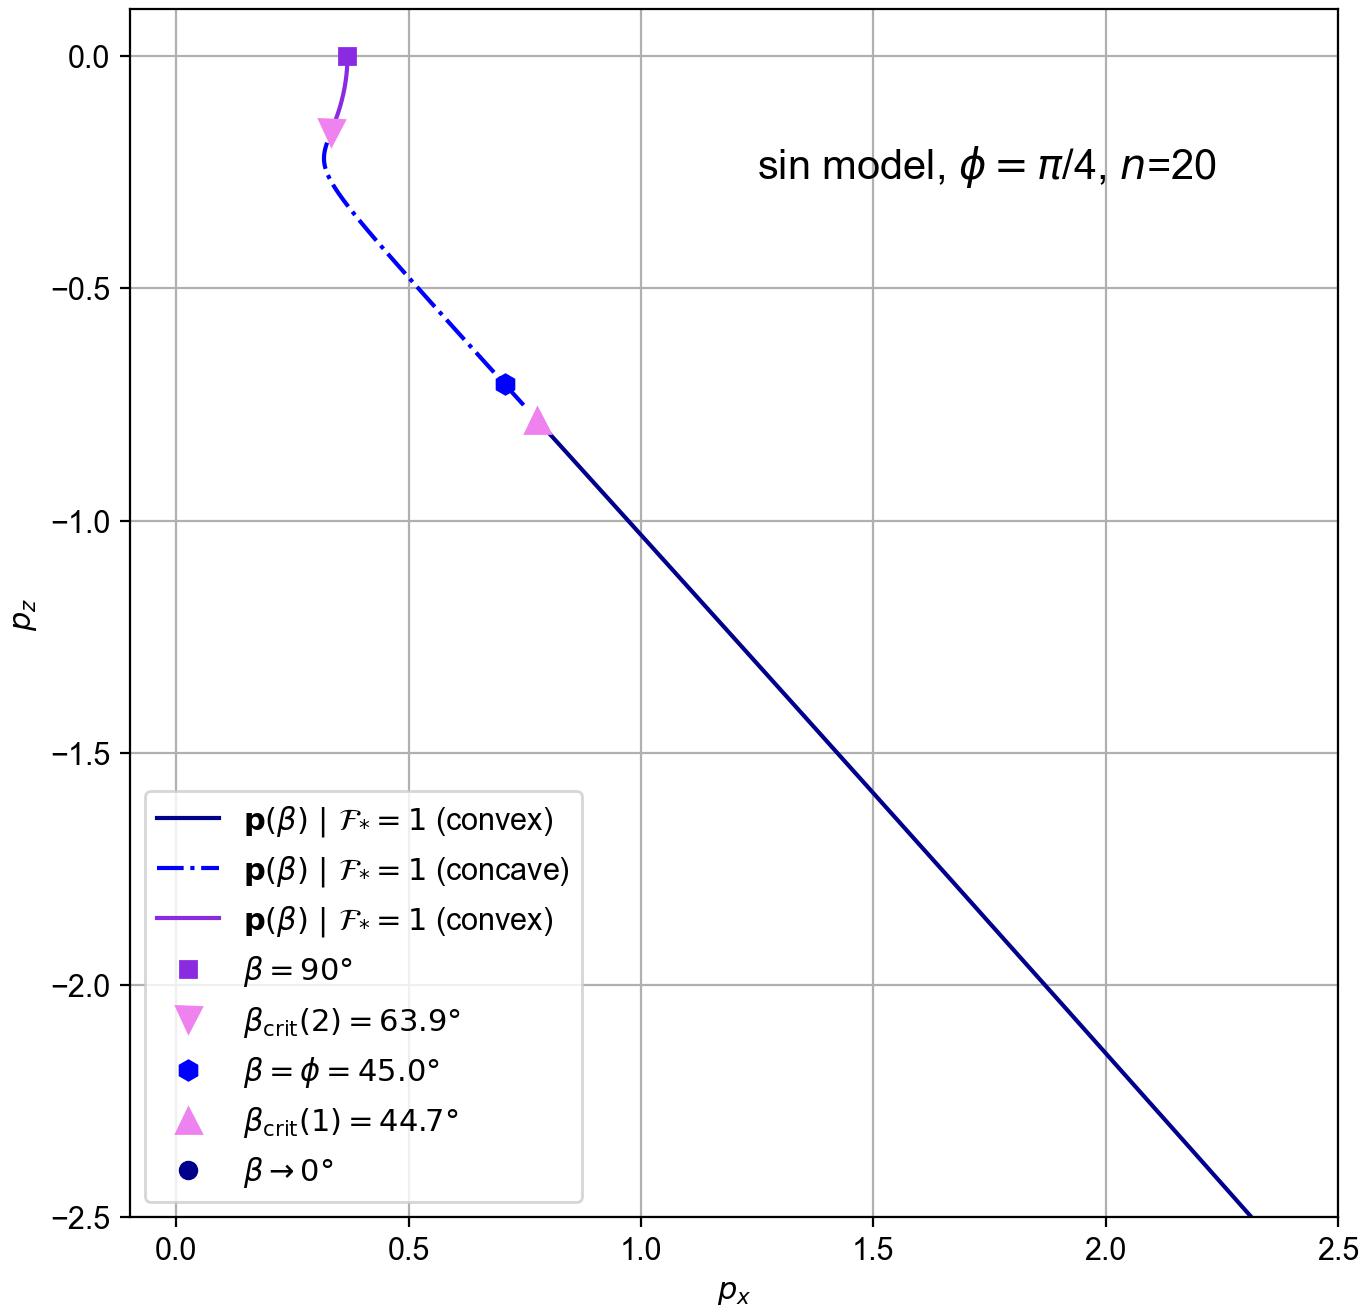 0.0
−0.5
−1.0
−1.5
−2.0
−2.5
p_z
sin model, ϕ = π/4, n=20
p(β) | ℱ* = 1 (convex)
p(β) | ℱ* = 1 (concave)
p(β) | ℱ* = 1 (convex)
β = 90°
β_crit(2) = 63.9°
β = ϕ = 45.0°
β_crit(1) = 44.7°
β → 0°
0.0 0.5 1.0 1.5 2.0 2.5
p_x